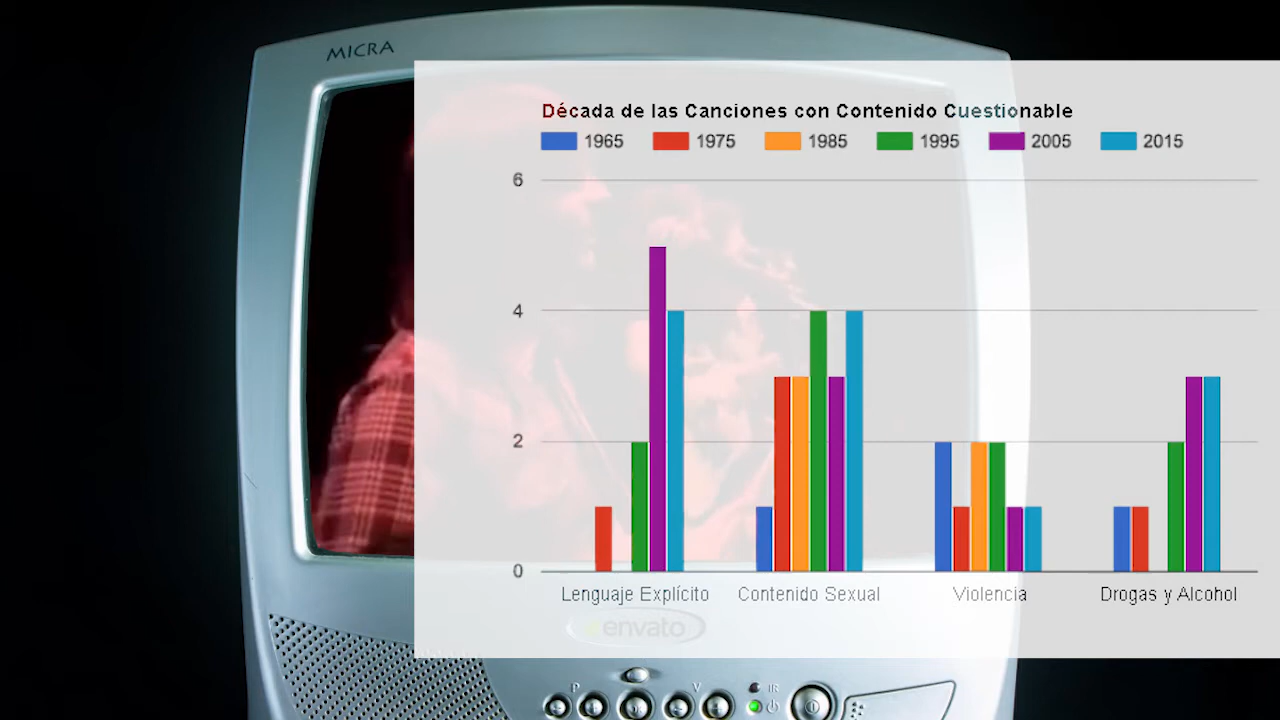 MICRA
Década de las Canciones con Contenido Cuestionable
1965 1975 1985 1995 2005 2015
6
4
2
0
Lenguaje Explícito Contenido Sexual Violencia Drogas y Alcohol
envato
P V IR